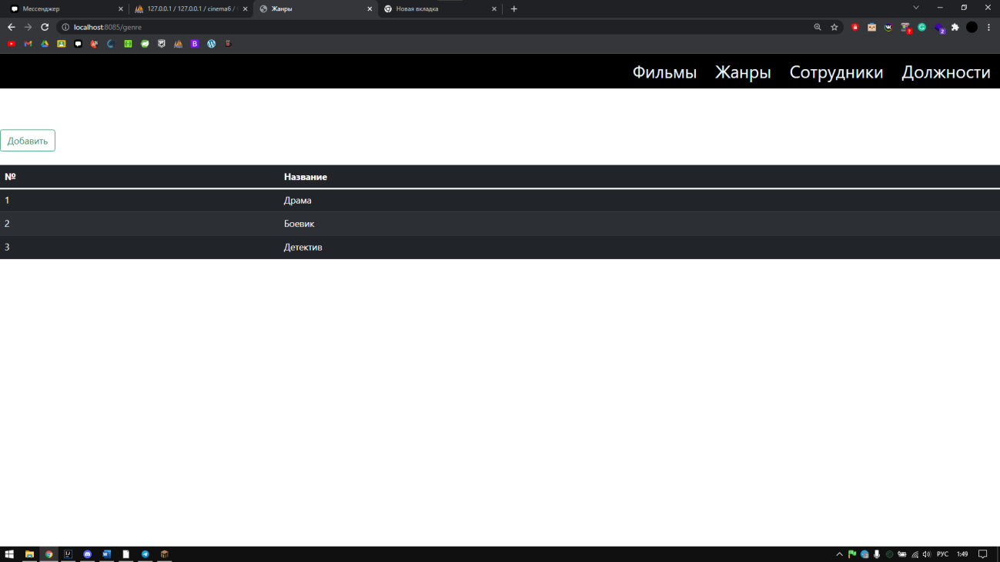 Мессенджер
127.0.0.1 / 127.0.0.1 / cinema6 /
Жанры
Новая вкладка
localhost:8085/genre
Фильмы Жанры Сотрудники Должности
Добавить
№ Название
1 Драма
2 Боевик
3 Детектив
РУС 1:49